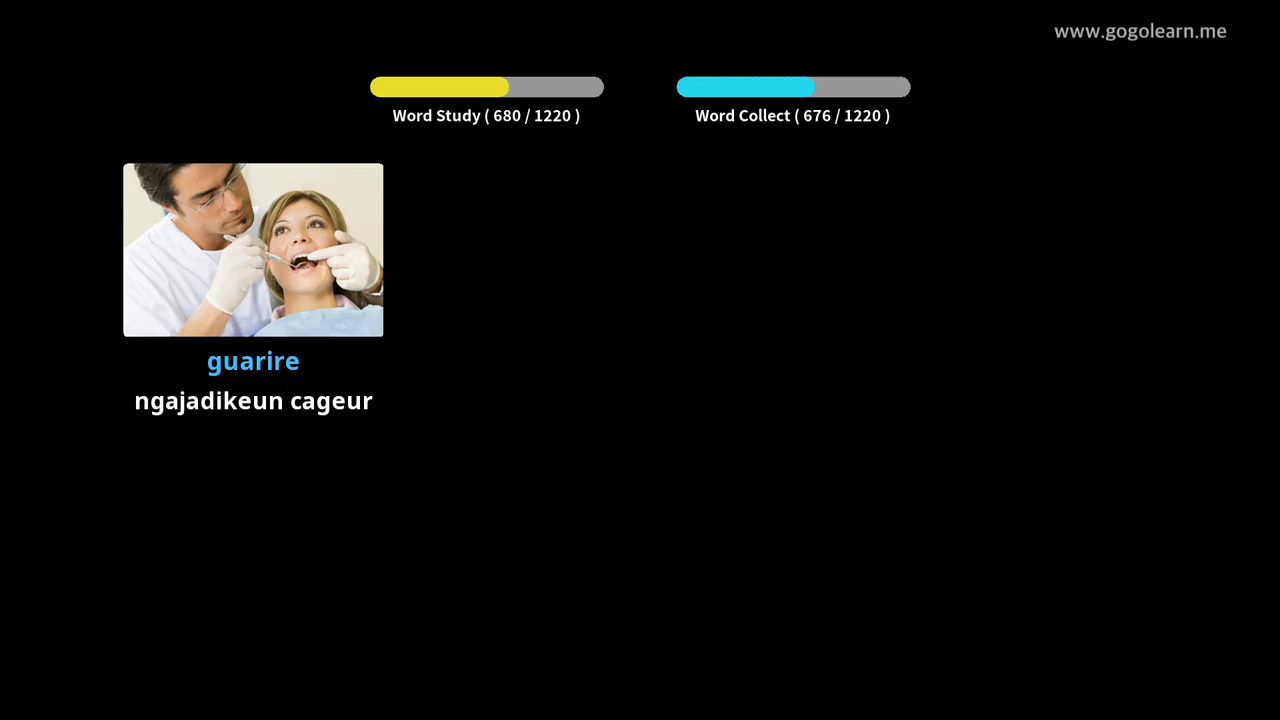 www.gogolearn.me
Word Study ( 680 / 1220 )
Word Collect ( 676 / 1220 )
guarire
ngajadikeun cageur